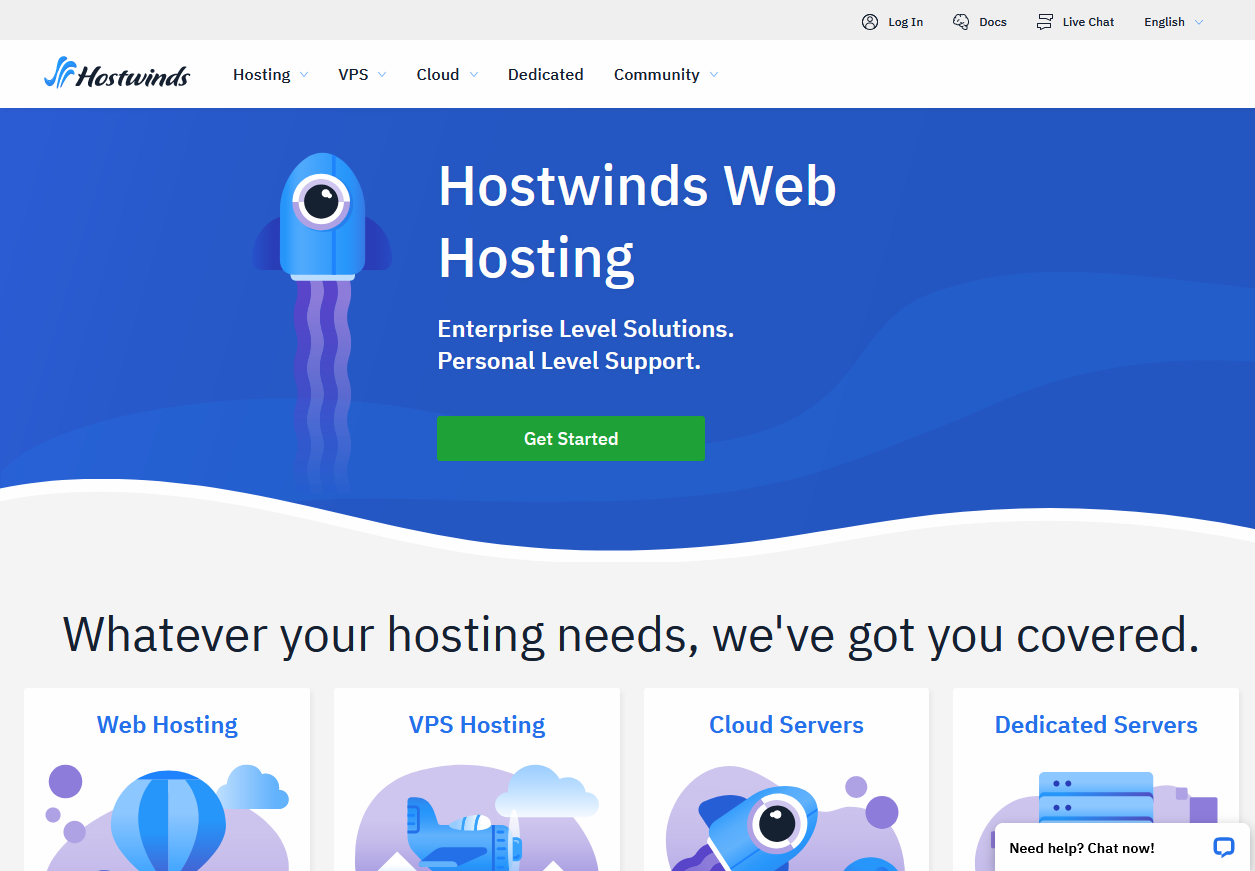 Log In
Docs
Live Chat
English
Hostwinds
Hosting
VPS
Cloud
Dedicated
Community
Hostwinds Web
Hosting
Enterprise Level Solutions.
Personal Level Support.
Get Started
Whatever your hosting needs, we've got you covered.
Web Hosting
VPS Hosting
Cloud Servers
Dedicated Servers
Need help? Chat now!